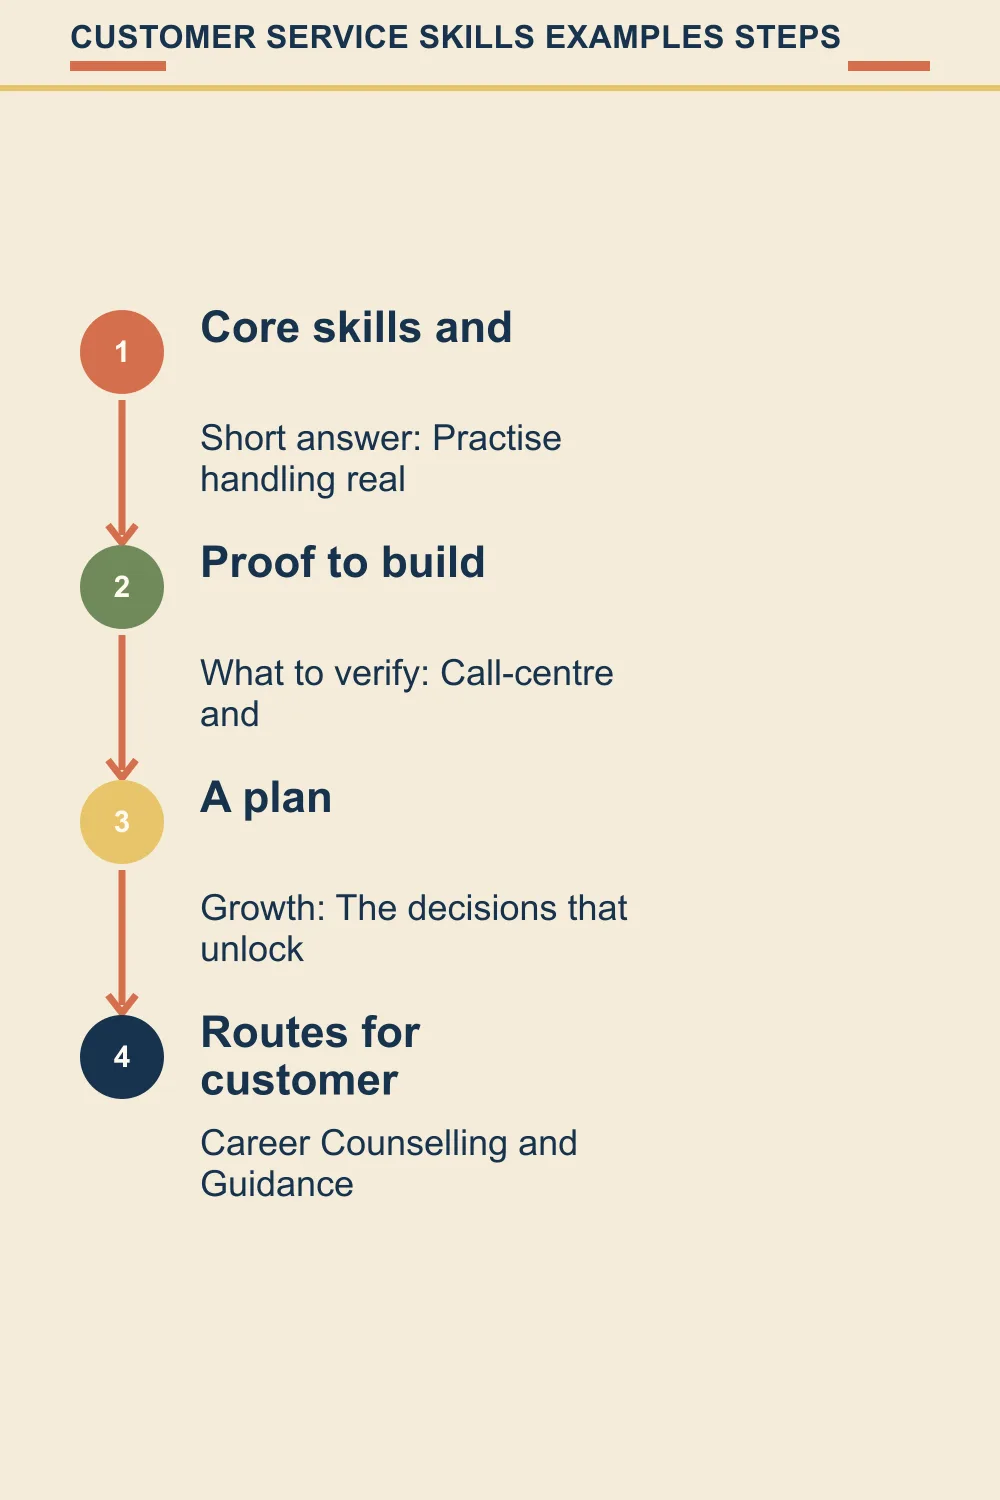 CUSTOMER SERVICE SKILLS EXAMPLES STEPS
1
Core skills and
Short answer: Practise
handling real
2
Proof to build
What to verify: Call-centre
and
3
A plan
Growth: The decisions that
unlock
4
Routes for
customer
Career Counselling and
Guidance